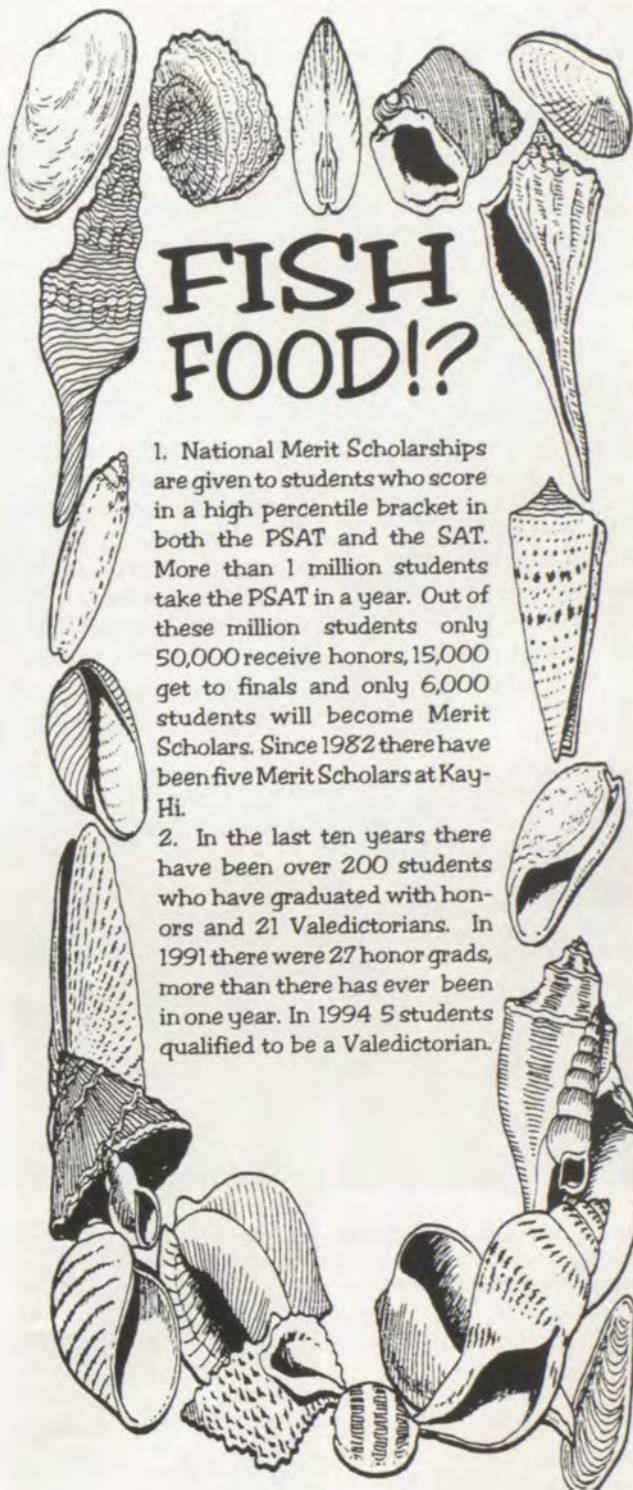 FISH
FOOD!?
1. National Merit Scholarships
are given to students who score
in a high percentile bracket in
both the PSAT and the SAT.
More than 1 million students
take the PSAT in a year. Out of
these million students only
50,000 receive honors, 15,000
get to finals and only 6,000
students will become Merit
Scholars. Since 1982 there have
been five Merit Scholars at Kay-
Hi.
2. In the last ten years there
have been over 200 students
who have graduated with hon-
ors and 21 Valedictorians. In
1991 there were 27 honor grads,
more than there has ever been
in one year. In 1994 5 students
qualified to be a Valedictorian.